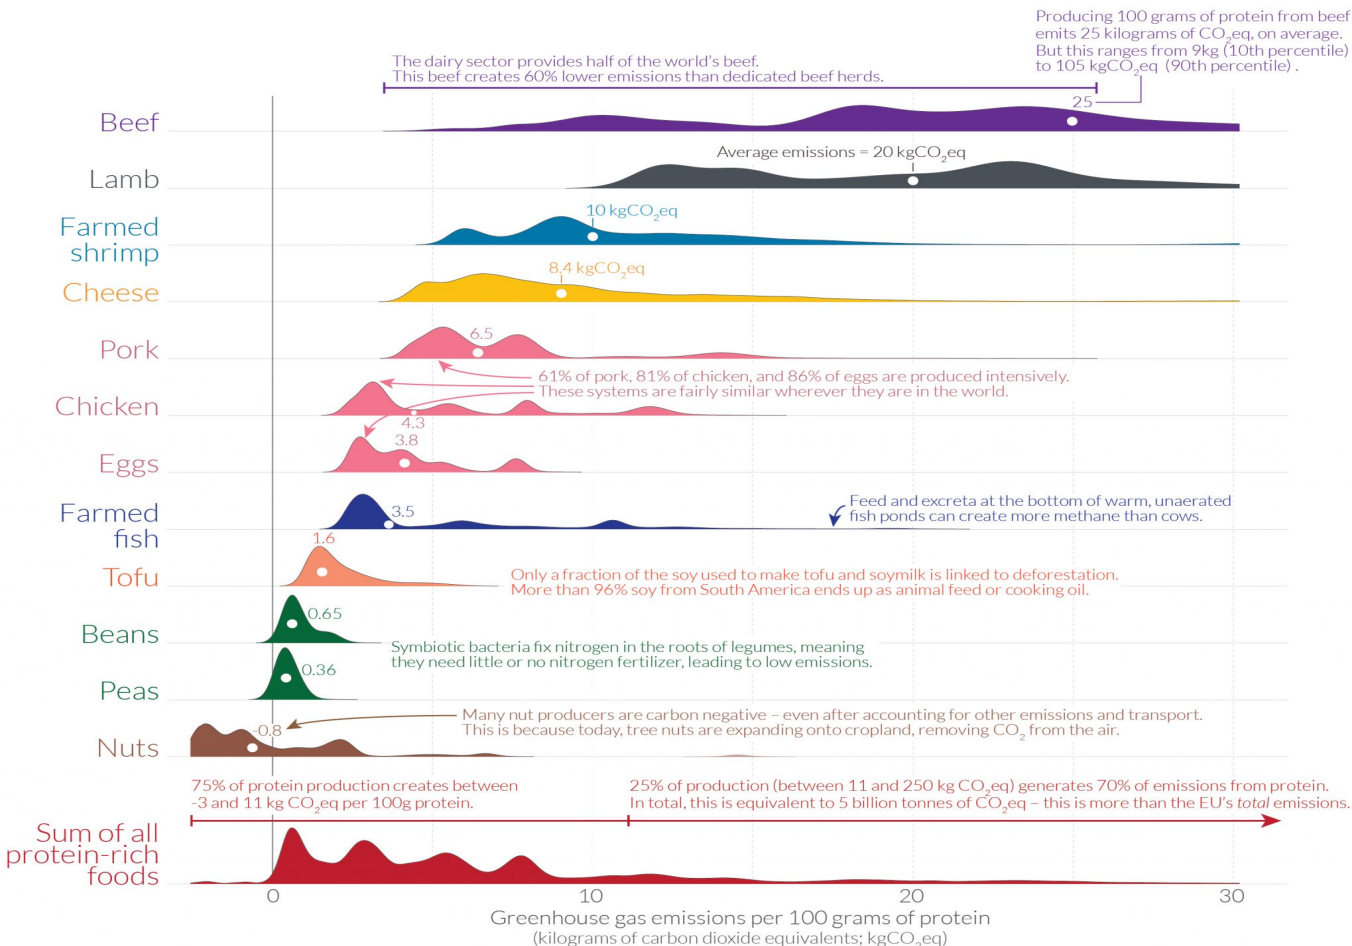 Producing 100 grams of protein from beef
emits 25 kilograms of CO₂eq, on average.
But this ranges from 9kg (10th percentile)
to 105 kgCO₂eq (90th percentile) .
The dairy sector provides half of the world's beef.
This beef creates 60% lower emissions than dedicated beef herds.
25
Beef
Average emissions = 20 kgCO₂eq
Lamb
10 kgCO₂eq
Farmed
shrimp
8.4 kgCO₂eq
Cheese
6.5
Pork
61% of pork, 81% of chicken, and 86% of eggs are produced intensively.
These systems are fairly similar wherever they are in the world.
Chicken
4.3
3.8
Eggs
Farmed
fish
3.5
Feed and excreta at the bottom of warm, unaerated
fish ponds can create more methane than cows.
1.6
Tofu
Only a fraction of the soy used to make tofu and soymilk is linked to deforestation.
More than 96% soy from South America ends up as animal feed or cooking oil.
0.65
Beans
Symbiotic bacteria fix nitrogen in the roots of legumes, meaning
they need little or no nitrogen fertilizer, leading to low emissions.
0.36
Peas
-0.8
Nuts
Many nut producers are carbon negative – even after accounting for other emissions and transport.
This is because today, tree nuts are expanding onto cropland, removing CO₂ from the air.
75% of protein production creates between
-3 and 11 kg CO₂eq per 100g protein.
25% of production (between 11 and 250 kg CO₂eq) generates 70% of emissions from protein.
In total, this is equivalent to 5 billion tonnes of CO₂eq – this is more than the EU's total emissions.
Sum of all
protein-rich
foods
0 10 20 30
Greenhouse gas emissions per 100 grams of protein
(kilograms of carbon dioxide equivalents; kgCO₂eq)